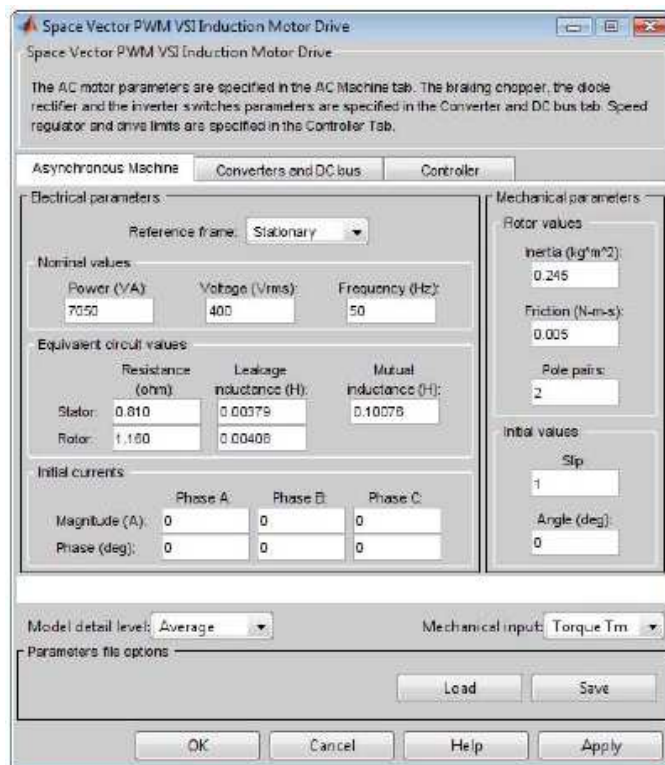 Space Vector PWM VSI Induction Motor Drive
Space Vector PWM VSI Induction Motor Drive
The AC motor parameters are specified in the AC Machine tab. The braking chopper, the diode
rectifier and the inverter switches parameters are specified in the Converter and DC bus tab. Speed
regulator and drive limits are specified in the Controller Tab.
Asynchronous Machine Converters and DC bus Controller
Electrical parameters
Reference frame: Stationary
Nominal values
Power (VA): Voltage (Vrms): Frequency (Hz):
7050 400 50
Equivalent circuit values
Resistance (ohm): Leakage inductance (H): Mutual inductance (H):
Stator: 0.810 0.00379 0.10076
Rotor: 1.160 0.00408
Initial currents
Phase A: Phase B: Phase C:
Magnitude (A): 0 0 0
Phase (deg): 0 0 0
Mechanical parameters
Rotor values
Inertia (kg*m^2):
0.245
Friction (N-m-s):
0.005
Pole pairs:
2
Initial values
Slip
1
Angle (deg):
0
Model detail level: Average Mechanical input: Torque Tm
Parameters file options
Load Save
OK Cancel Help Apply